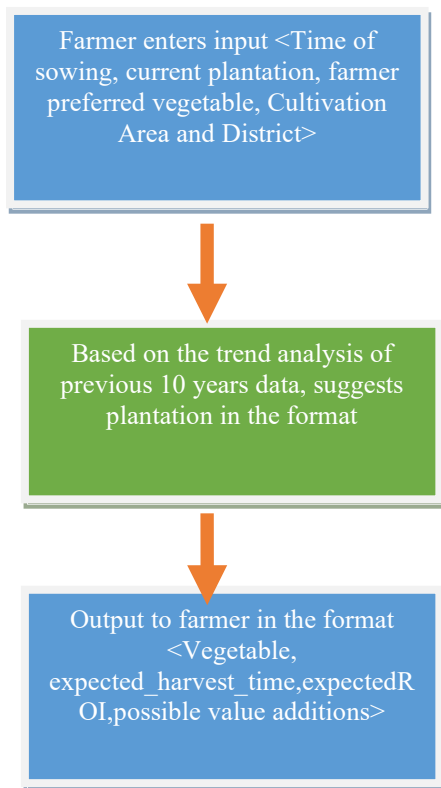 Farmer enters input <Time of
sowing, current plantation, farmer
preferred vegetable, Cultivation
Area and District>
Based on the trend analysis of
previous 10 years data, suggests
plantation in the format
Output to farmer in the format
<Vegetable,
expected_harvest_time,expectedR
OI,possible value additions>